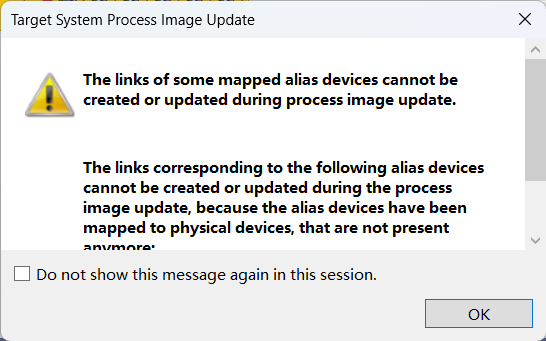 Target System Process Image Update
The links of some mapped alias devices cannot be
created or updated during process image update.
The links corresponding to the following alias devices
cannot be created or updated during the process
image update, because the alias devices have been
mapped to physical devices, that are not present
anymore:
Do not show this message again in this session.
OK